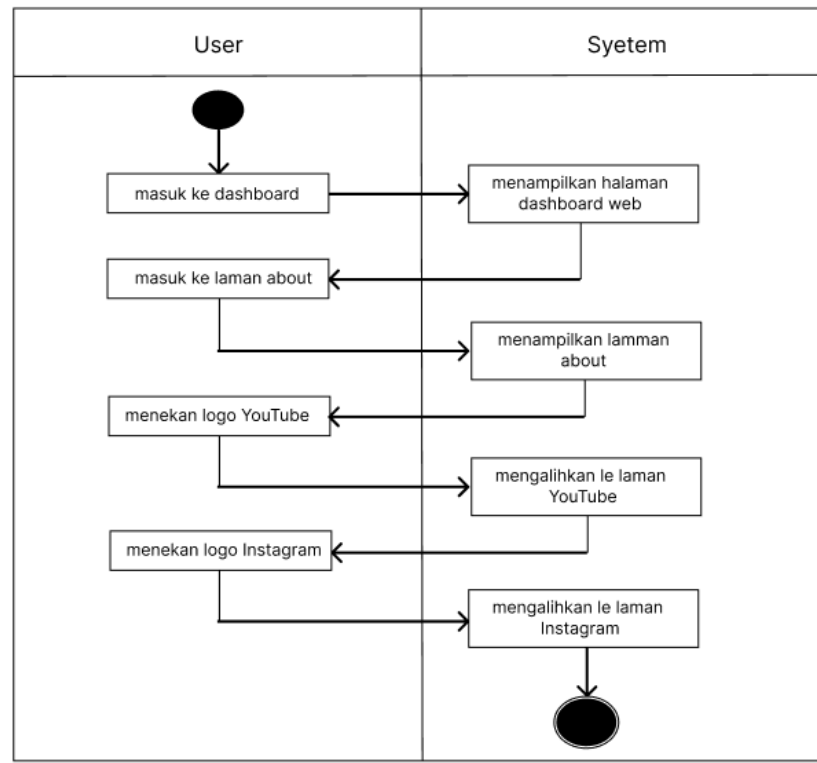 User
Syetem
masuk ke dashboard
menampilkan halaman
dashboard web
masuk ke laman about
menampilkan lamman
about
menekan logo YouTube
mengalihkan le laman
YouTube
menekan logo Instagram
mengalihkan le laman
Instagram